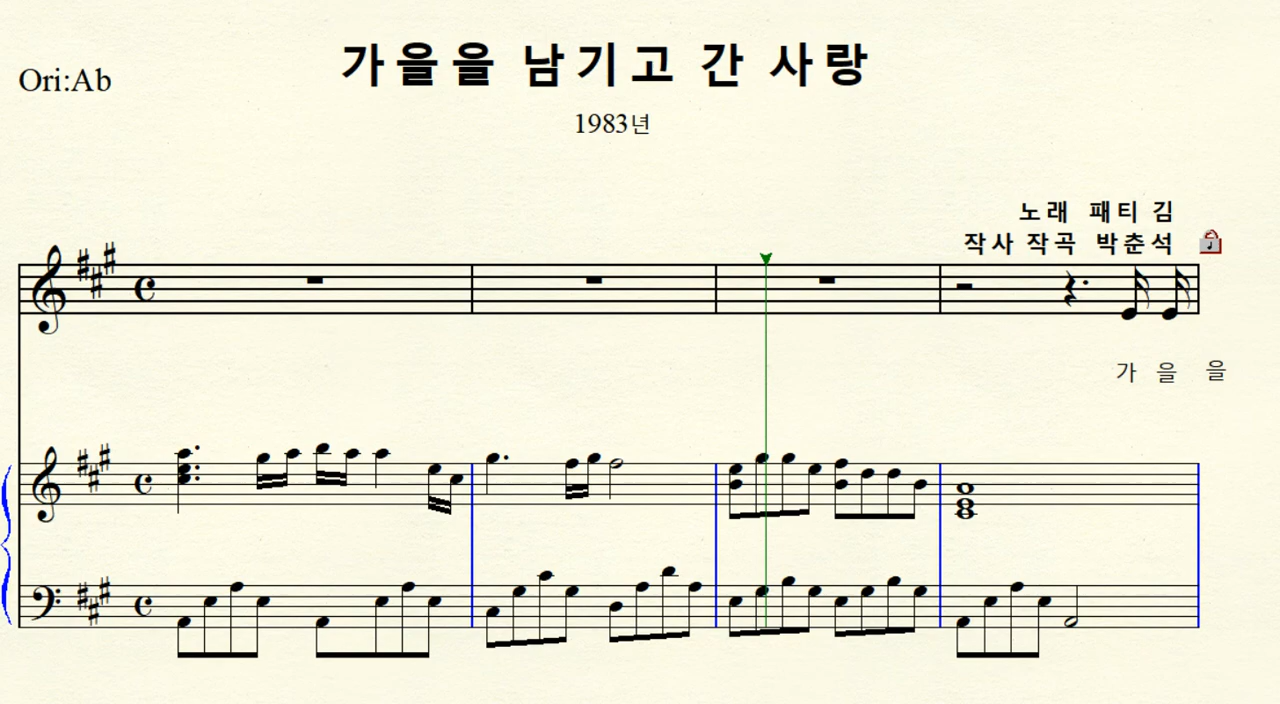 가을을 남기고 간 사랑
Ori:Ab
1983년
노래 패티 김
작사 작곡 박춘석
가 을 을